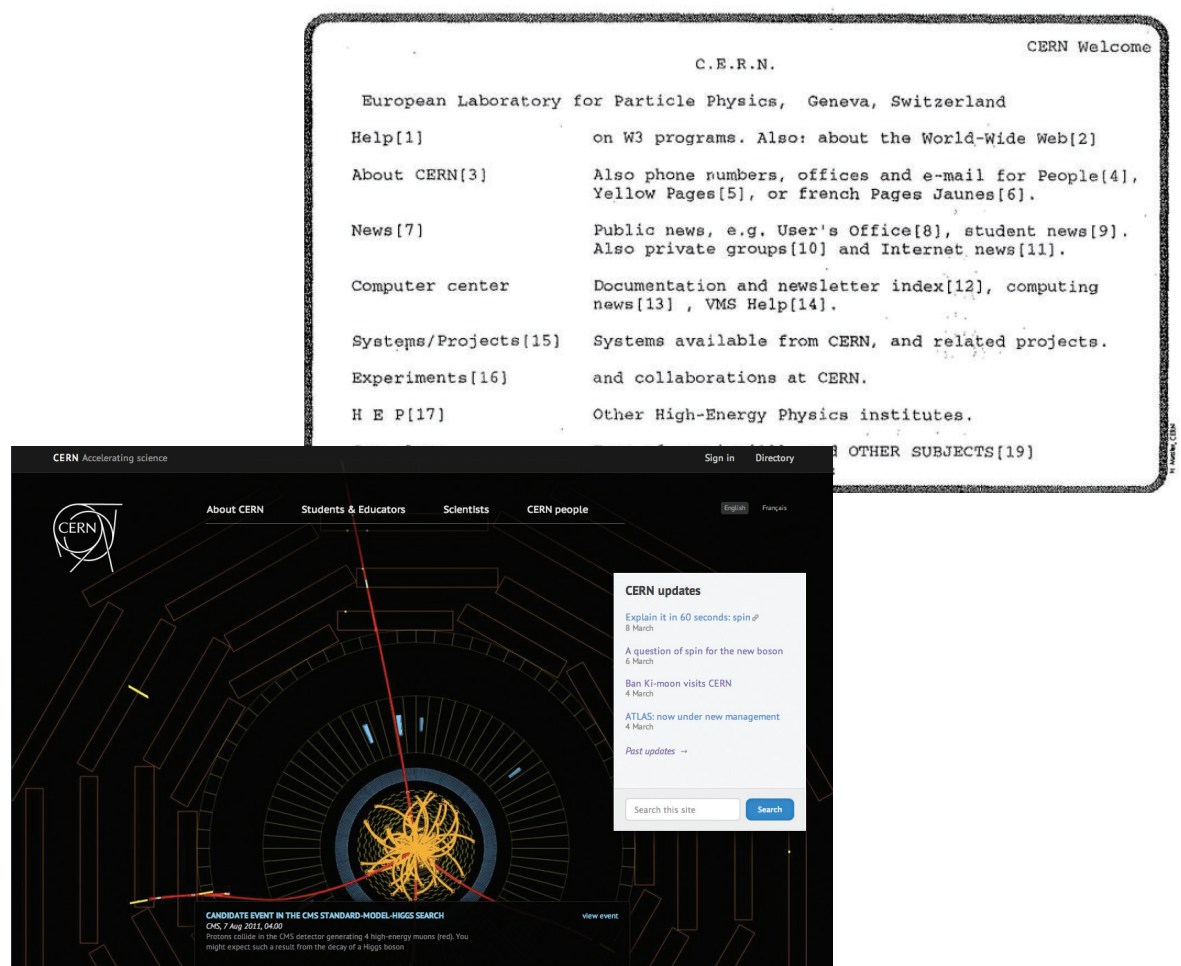 CERN Welcome
C.E.R.N.
European Laboratory for Particle Physics, Geneva, Switzerland
Help[1] on W3 programs. Also: about the World-Wide Web[2]
About CERN[3] Also phone numbers, offices and e-mail for People[4],
Yellow Pages[5], or french Pages Jaunes[6].
News[7] Public news, e.g. User's Office[8], student news[9].
Also private groups[10] and Internet news[11].
Computer center Documentation and newsletter index[12], computing
news[13] , VMS Help[14].
Systems/Projects[15] Systems available from CERN, and related projects.
Experiments[16] and collaborations at CERN.
H E P[17] Other High-Energy Physics institutes.
OTHER SUBJECTS[19]
CERN Accelerating science
Sign in Directory
CERN
About CERN Students & Educators Scientists CERN people
English Français
CERN updates
Explain it in 60 seconds: spin
8 March
A question of spin for the new boson
6 March
Ban Ki-moon visits CERN
4 March
ATLAS: now under new management
4 March
Past updates →
Search this site Search
CANDIDATE EVENT IN THE CMS STANDARD-MODEL-HIGGS SEARCH view event
CMS, 7 Aug 2011, 04.00
Protons collide in the CMS detector generating 4 high-energy muons (red). You
might expect such a result from the decay of a Higgs boson